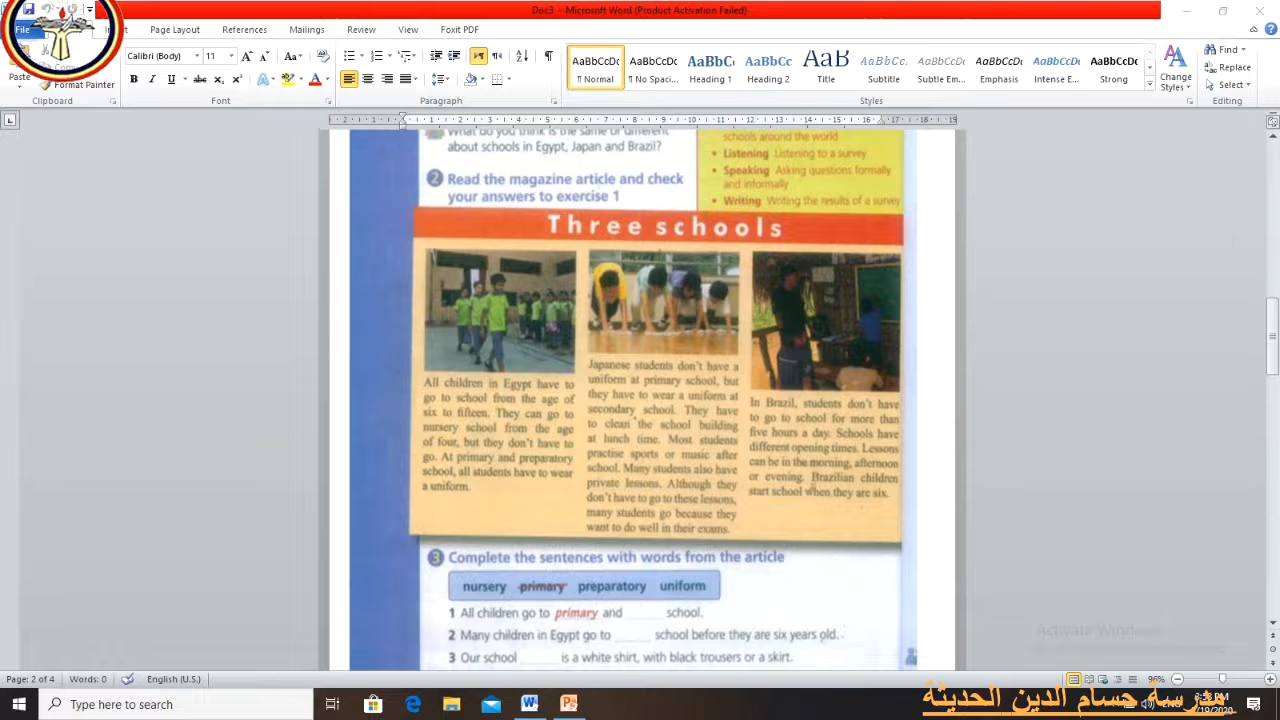 Doc3 - Microsoft Word (Product Activation Failed)
File
Page Layout References Mailings Review View Foxit PDF
Paste
Copy
Format Painter
Clipboard
Calibri (Body) 11
Font
Paragraph
AaBbCcDc AaBbCcDc AaBbC AaBbCc AaB AaBbCc. AaBbCcDc AaBbCcDc AaBbCcDc AaBbCcDc
¶ Normal ¶ No Spaci... Heading 1 Heading 2 Title Subtitle Subtle Em... Emphasis Intense E... Strong
Styles
Change Styles
Find
Replace
Select
Editing
What do you think is the same or different
about schools in Egypt, Japan and Brazil?
2 Read the magazine article and check
your answers to exercise 1
schools around the world
• Listening Listening to a survey
• Speaking Asking questions formally
and informally
• Writing Writing the results of a survey
Three schools
All children in Egypt have to
go to school from the age of
six to fifteen. They can go to
nursery school from the age
of four, but they don't have to
go. At primary and preparatory
school, all students have to wear
a uniform.
Japanese students don't have a
uniform at primary school, but
they have to wear a uniform at
secondary school. They have
to clean the school building
at lunch time. Most students
practise sports or music after
school. Many students also have
private lessons. Although they
don't have to go to these lessons,
many students go because they
want to do well in their exams.
In Brazil, students don't have
to go to school for more than
five hours a day. Schools have
different opening times. Lessons
can be in the morning, afternoon
or evening. Brazilian children
start school when they are six.
3 Complete the sentences with words from the article
nursery primary preparatory uniform
1 All children go to primary and ____ school.
2 Many children in Egypt go to ____ school before they are six years old.
3 Our school ____ is a white shirt, with black trousers or a skirt.
Activate Windows
Page: 2 of 4 Words: 0 English (U.S.) 96%
Type here to search
مدرسة حسام الدين الحديثة